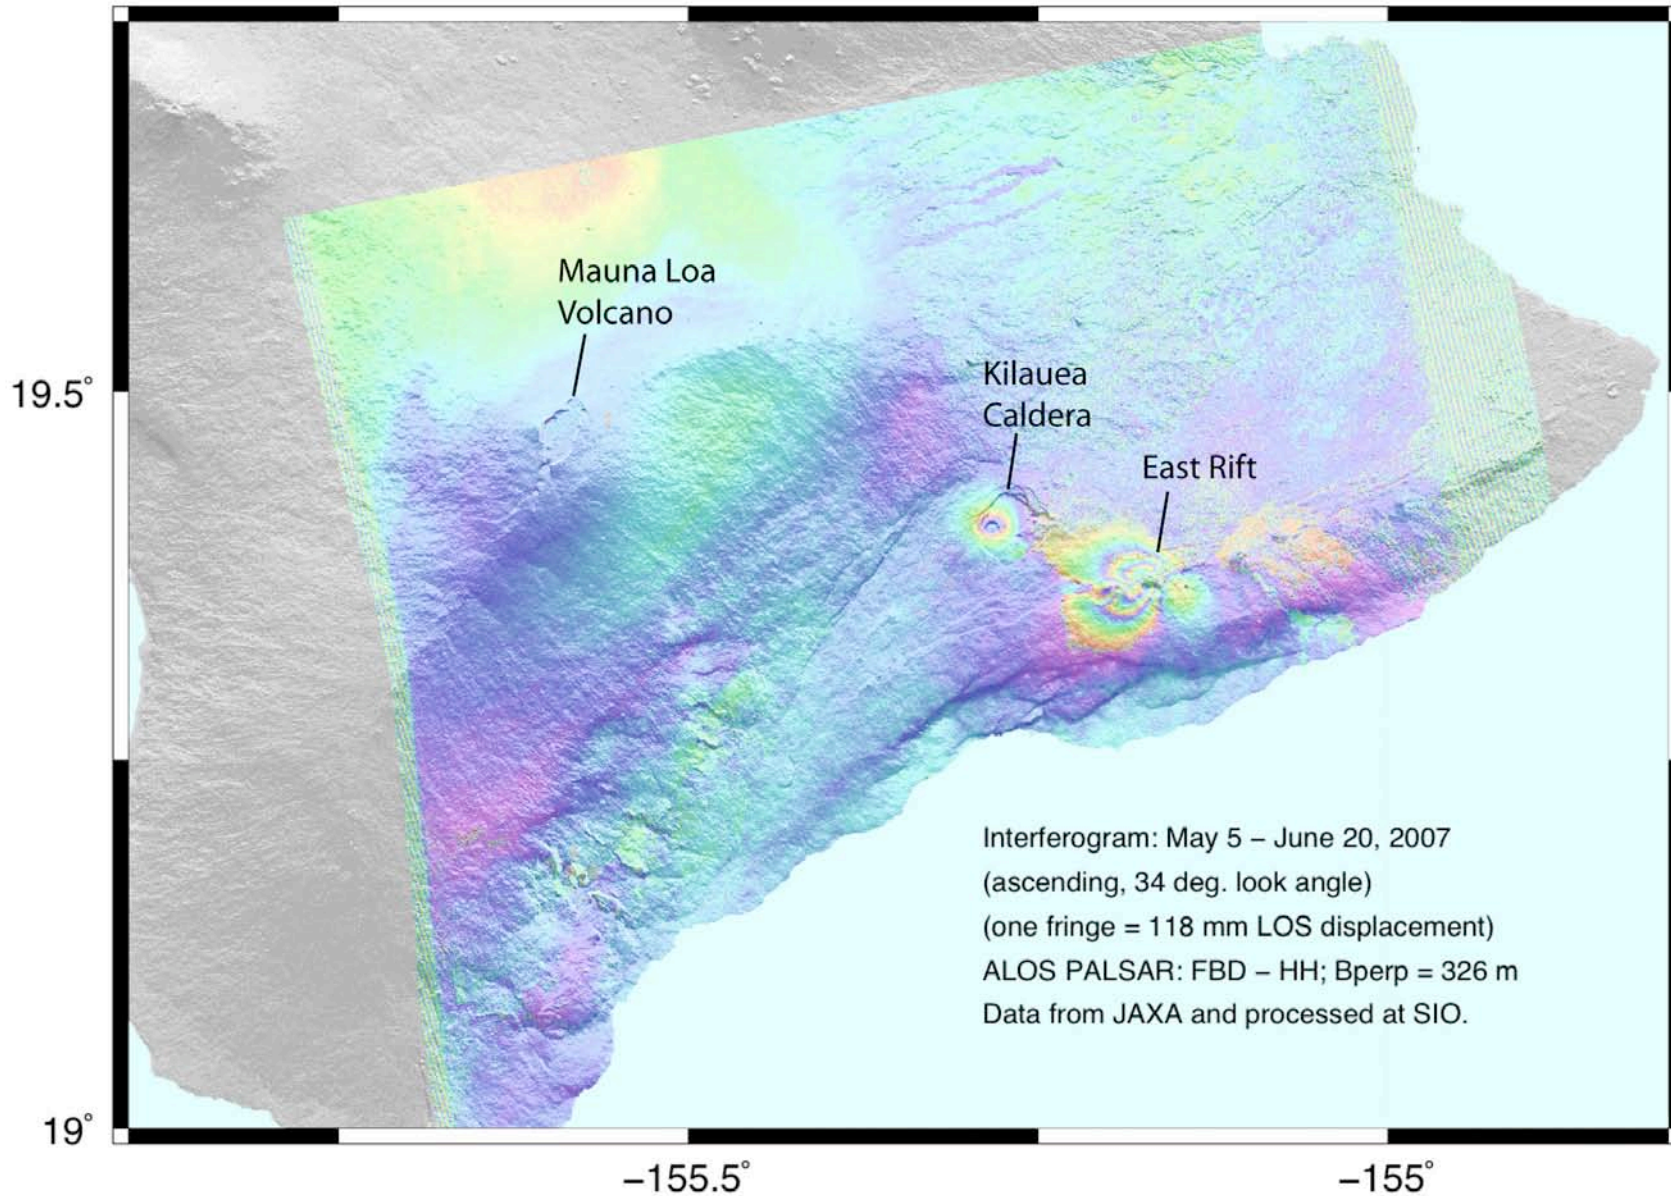 Mauna Loa
Volcano
Kilauea
Caldera
East Rift
19.5°
Interferogram: May 5 – June 20, 2007
(ascending, 34 deg. look angle)
(one fringe = 118 mm LOS displacement)
ALOS PALSAR: FBD – HH; Bperp = 326 m
Data from JAXA and processed at SIO.
19°
−155.5°
−155°